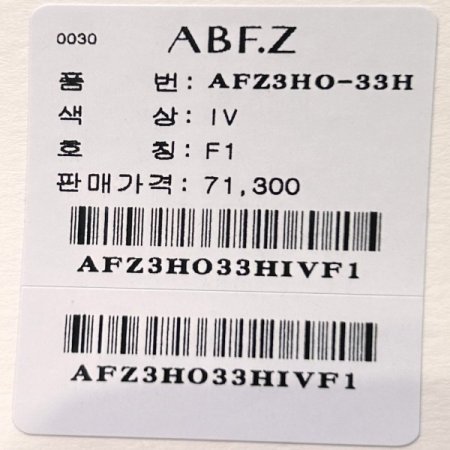 0030 ABF.Z
품 번: AFZ3HO-33H
색 상: IV
호 칭: F1
판매가격: 71,300
AFZ3HO33HIVF1
AFZ3HO33HIVF1